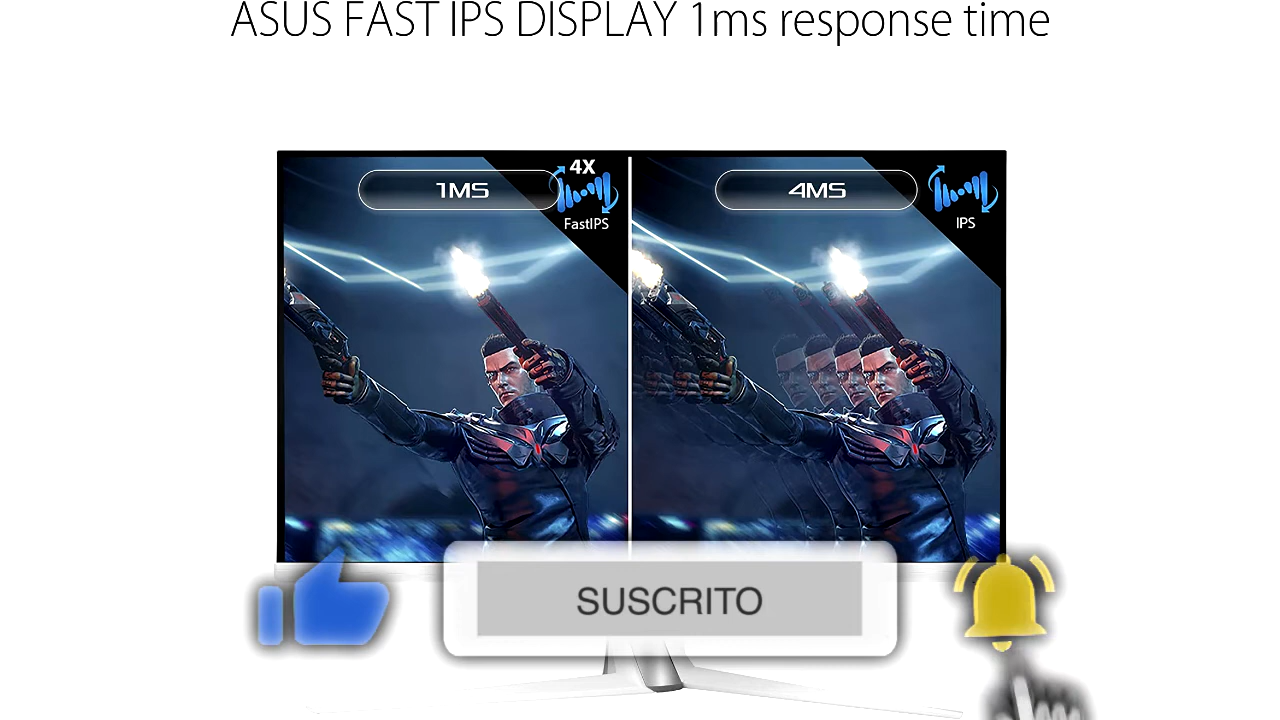 ASUS FAST IPS DISPLAY 1ms response time
1MS
4X
FastIPS
4MS
IPS
SUSCRITO